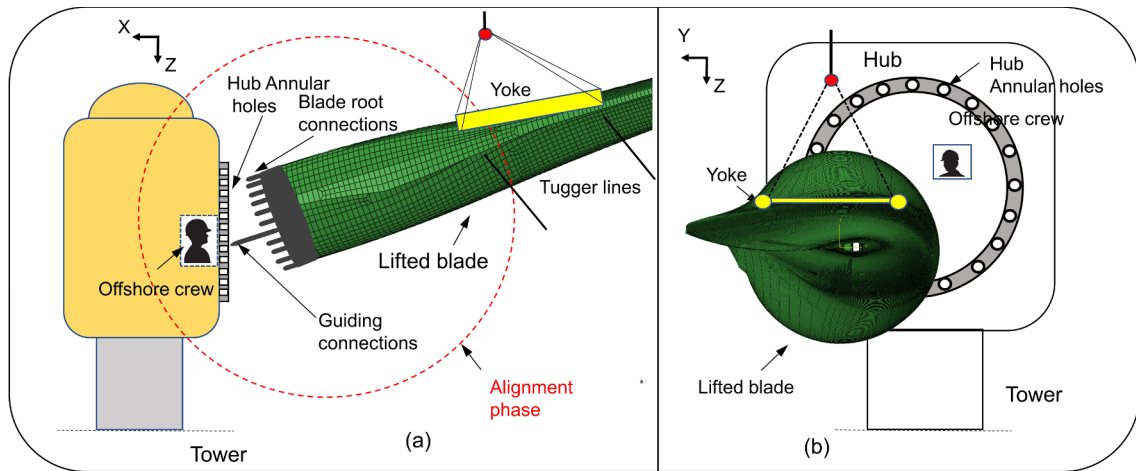 X
Z
Hub Annular
holes
Blade root
connections
Yoke
Tugger lines
Lifted blade
Offshore crew
Guiding
connections
Alignment
phase
(a)
Tower
Y
Z
Hub
Hub
Annular holes
Offshore crew
Yoke
Lifted blade
Tower
(b)